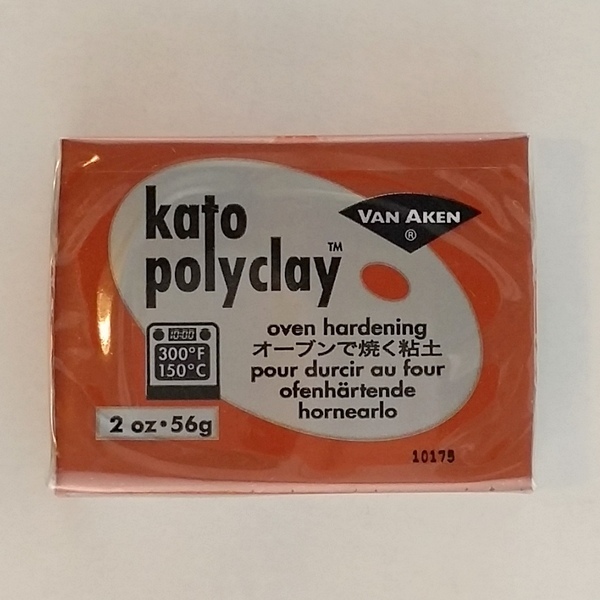 kato
polyclay™
VAN AKEN
®
10:00
300°F
150°C
oven hardening
オーブンで焼く粘土
pour durcir au four
ofenhärtende
hornearlo
2 oz•56g
10175